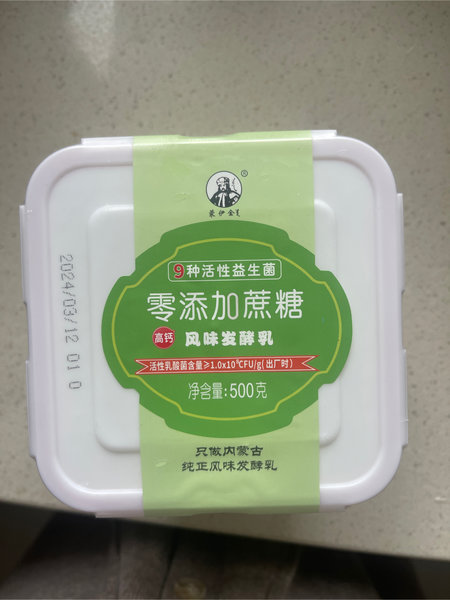 ®
蒙伊全
9种活性益生菌
零添加蔗糖
高钙 风味发酵乳
活性乳酸菌含量≥1.0x10⁶CFU/g(出厂时)
净含量:500克
只做内蒙古
纯正风味发酵乳
2024/03/12 01 0